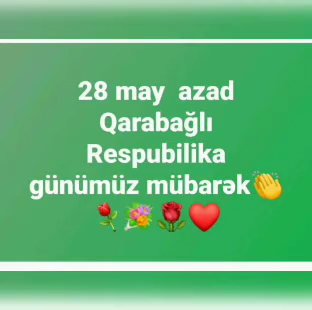 28 may  azad
Qarabağlı
Respubilika
günümüz mübarək👏
🌹💐🌹❤️